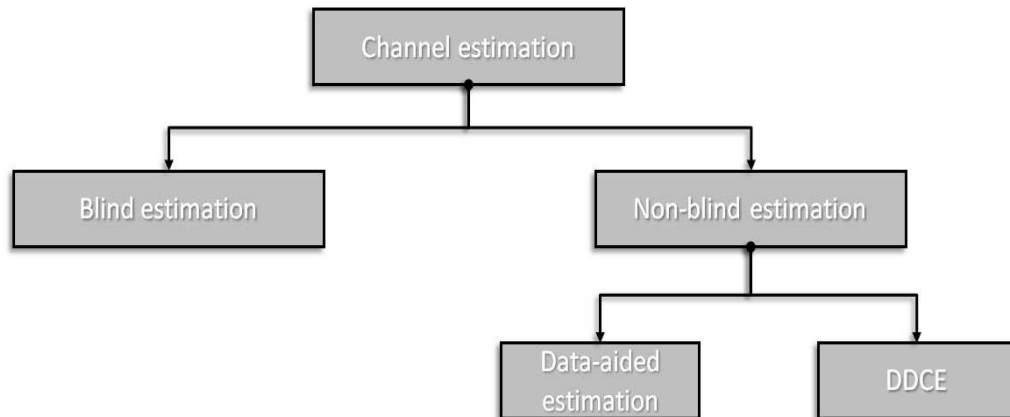 Channel estimation
Blind estimation
Non-blind estimation
Data-aided
estimation
DDCE